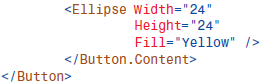 <Ellipse Width="24"
Height="24"
Fill="Yellow" />
</Button.Content>
</Button>